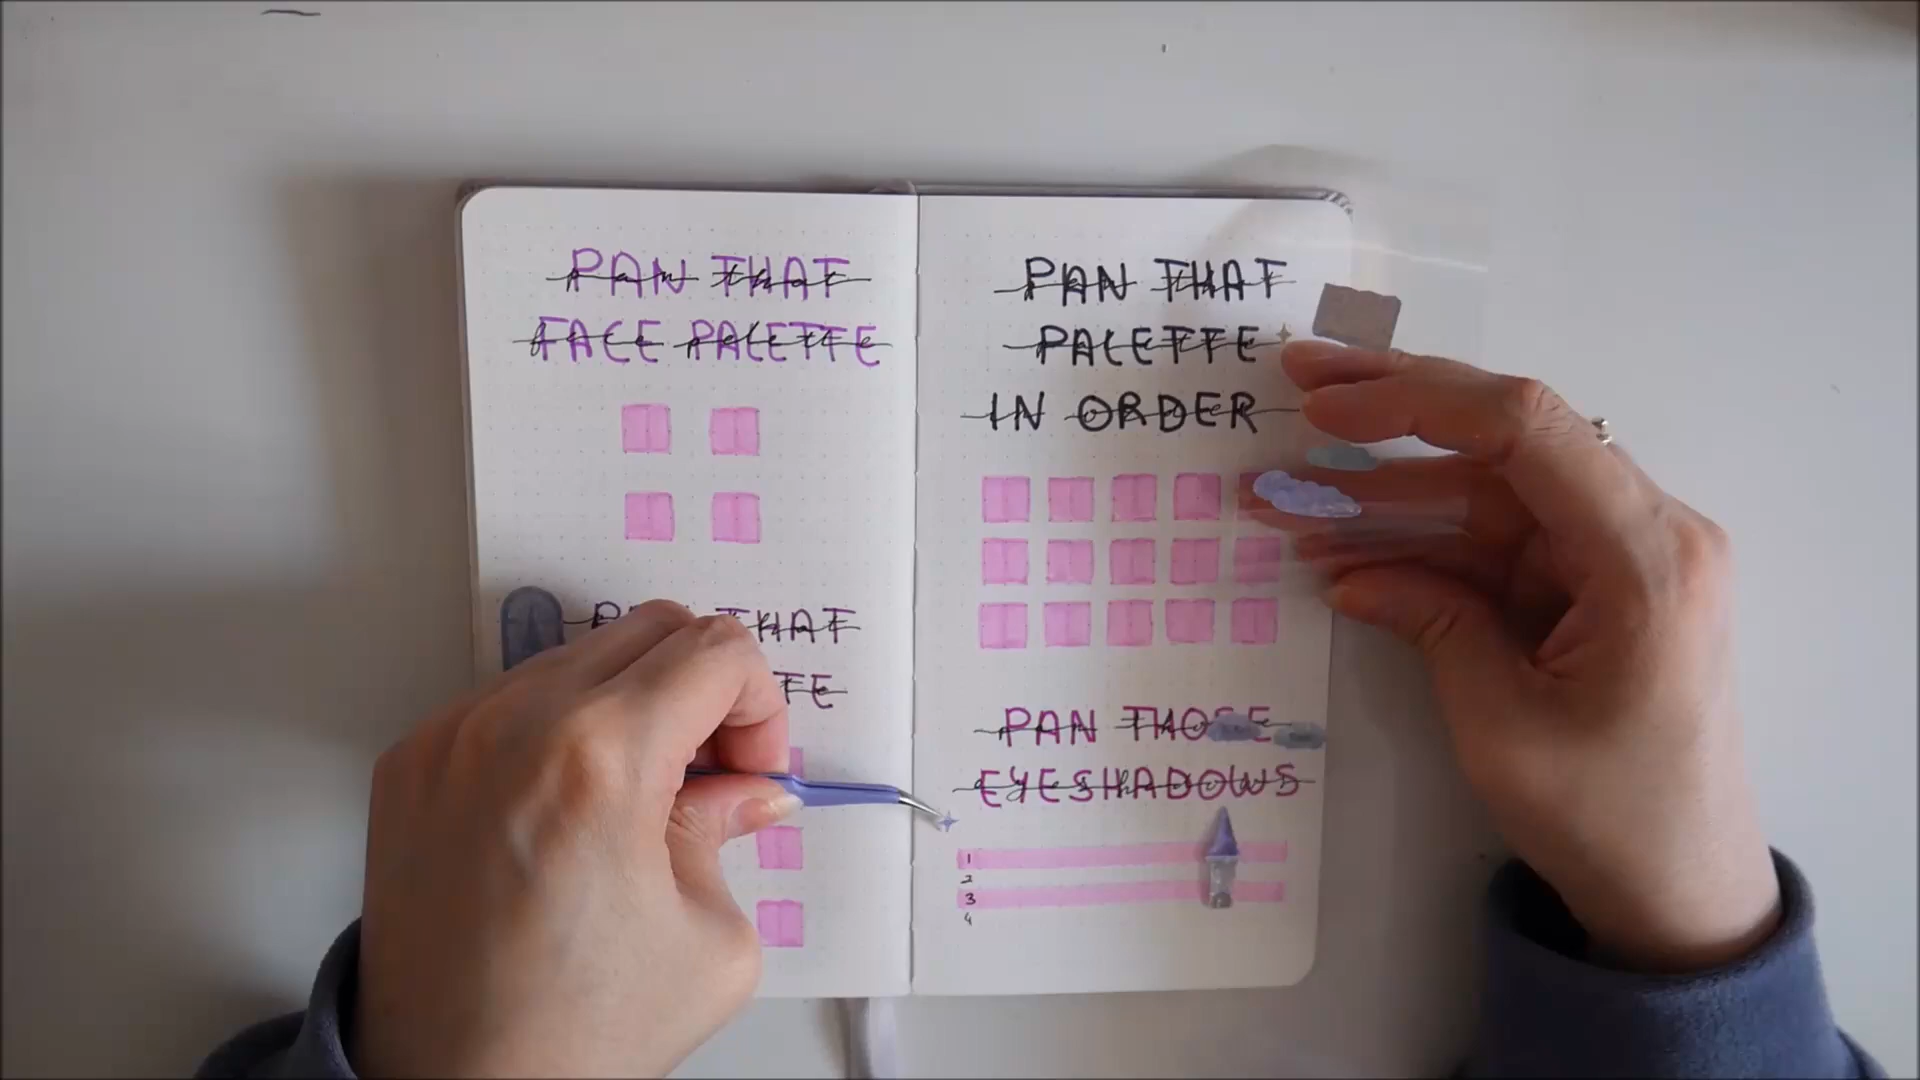 PAN THAT
FACE PALETTE
THAT
PAN THAT
PALETTE
IN ORDER
PAN THOSE
EYESHADOWS
1
2
3
4